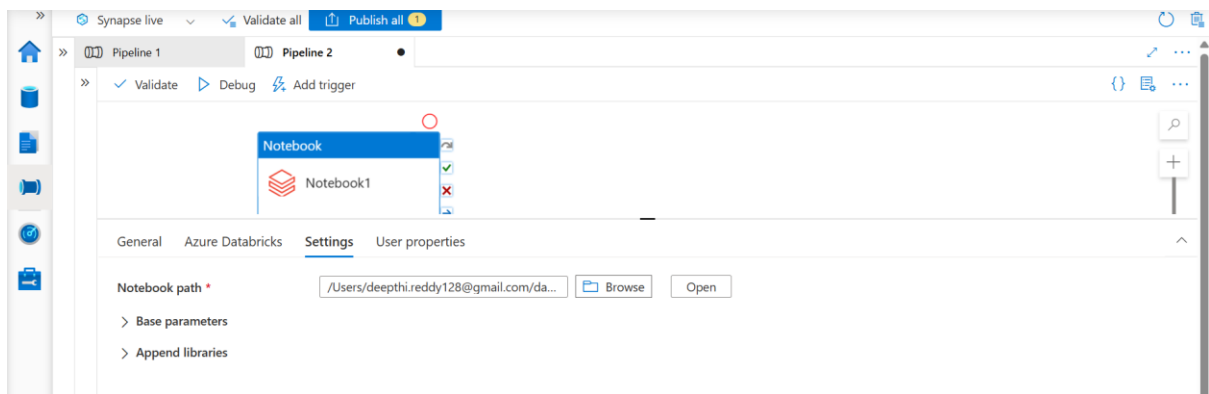 Synapse live Validate all Publish all 1
Pipeline 1 Pipeline 2
Validate Debug Add trigger
Notebook
Notebook1
General Azure Databricks Settings User properties
Notebook path * /Users/deepthi.reddy128@gmail.com/da... Browse Open
Base parameters
Append libraries